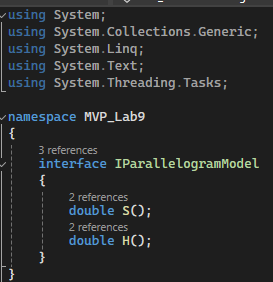 using System;
using System.Collections.Generic;
using System.Linq;
using System.Text;
using System.Threading.Tasks;
namespace MVP_Lab9
{
3 references
interface IParallelogramModel
{
2 references
double S();
2 references
double H();
}
}